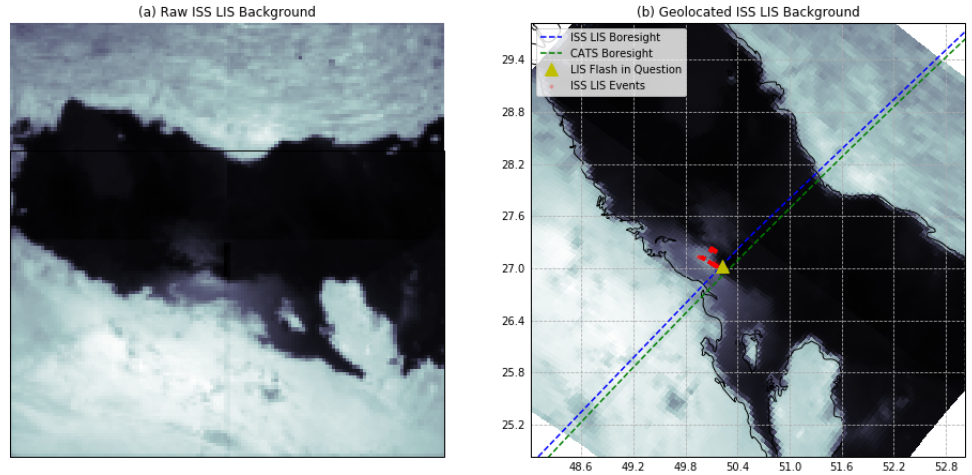 (a) Raw ISS LIS Background
(b) Geolocated ISS LIS Background
ISS LIS Boresight
CATS Boresight
LIS Flash in Question
ISS LIS Events
29.4
28.8
28.2
27.6
27.0
26.4
25.8
25.2
48.6 49.2 49.8 50.4 51.0 51.6 52.2 52.8